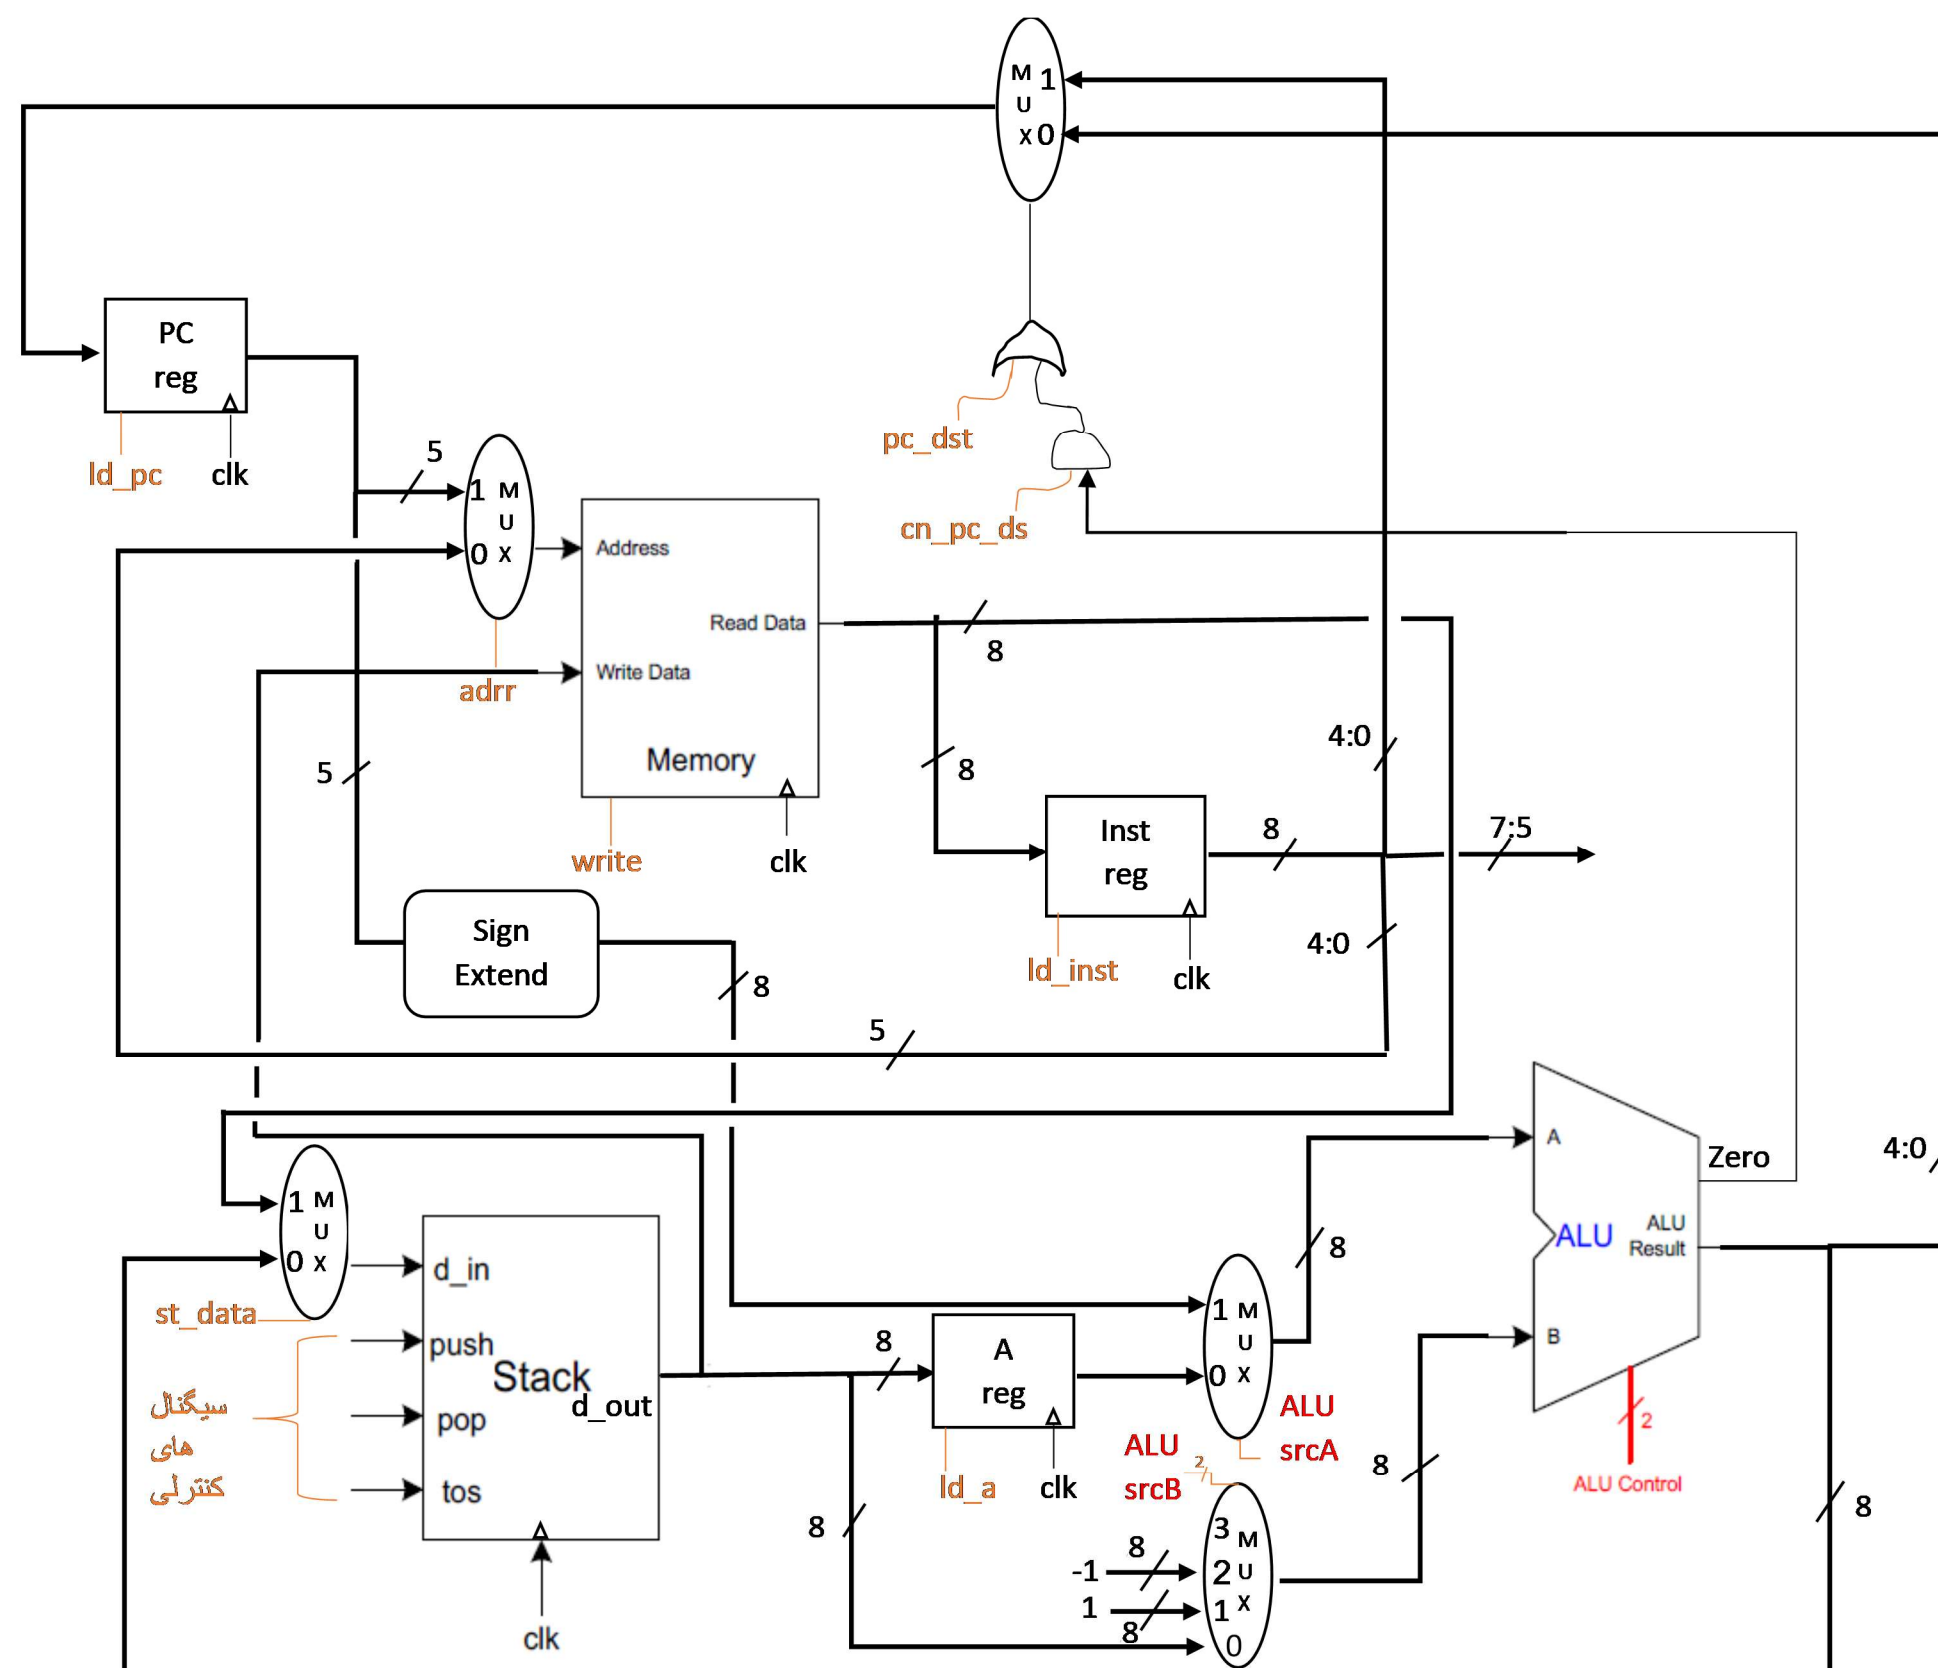 M 1
U
X 0
PC
reg
ld_pc
clk
5
1 M
U
0 X
adrr
pc_dst
cn_pc_ds
Address
Read Data
Write Data
Memory
write
clk
8
8
4:0
5
Inst
reg
ld_inst
clk
8
7:5
4:0
Sign
Extend
8
5
1 M
U
0 X
st_data
d_in
push
Stack
d_out
pop
tos
clk
سیگنال
های
کنترلی
8
A
reg
ld_a
clk
8
1 M
U
0 X
ALU
srcA
8
ALU
srcB
2
3 M
2 U
1 X
0
-1
8
1
8
8
A
B
ALU
Zero
ALU
Result
2
ALU Control
4:0
8